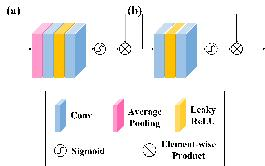 (a)
(b)
Conv
Average
Pooling
Leaky
ReLU
Sigmoid
Element-wise
Product